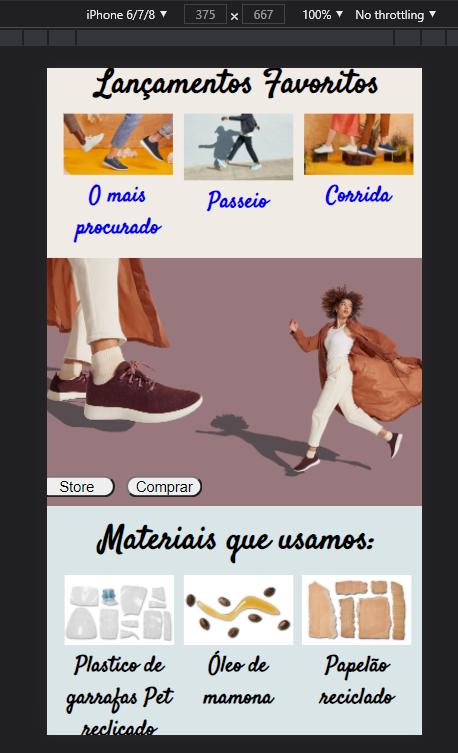 iPhone 6/7/8 ▼ 375 × 667 100% ▼ No throttling ▼
Lançamentos Favoritos
O mais
procurado
Passeio
Corrida
Store
Comprar
Materiais que usamos:
Plastico de
garrafas Pet
reclicado
Óleo de
mamona
Papelão
reciclado